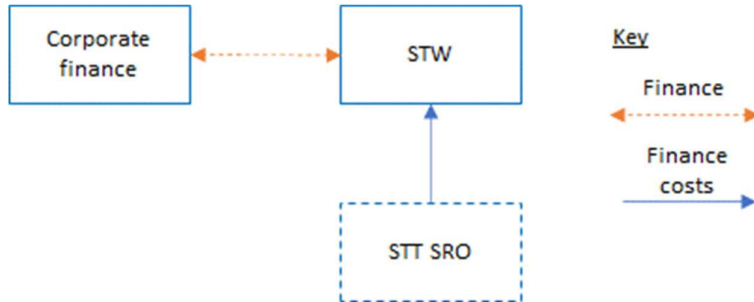 Corporate
finance
STW
Key
Finance
Finance
costs
STT SRO